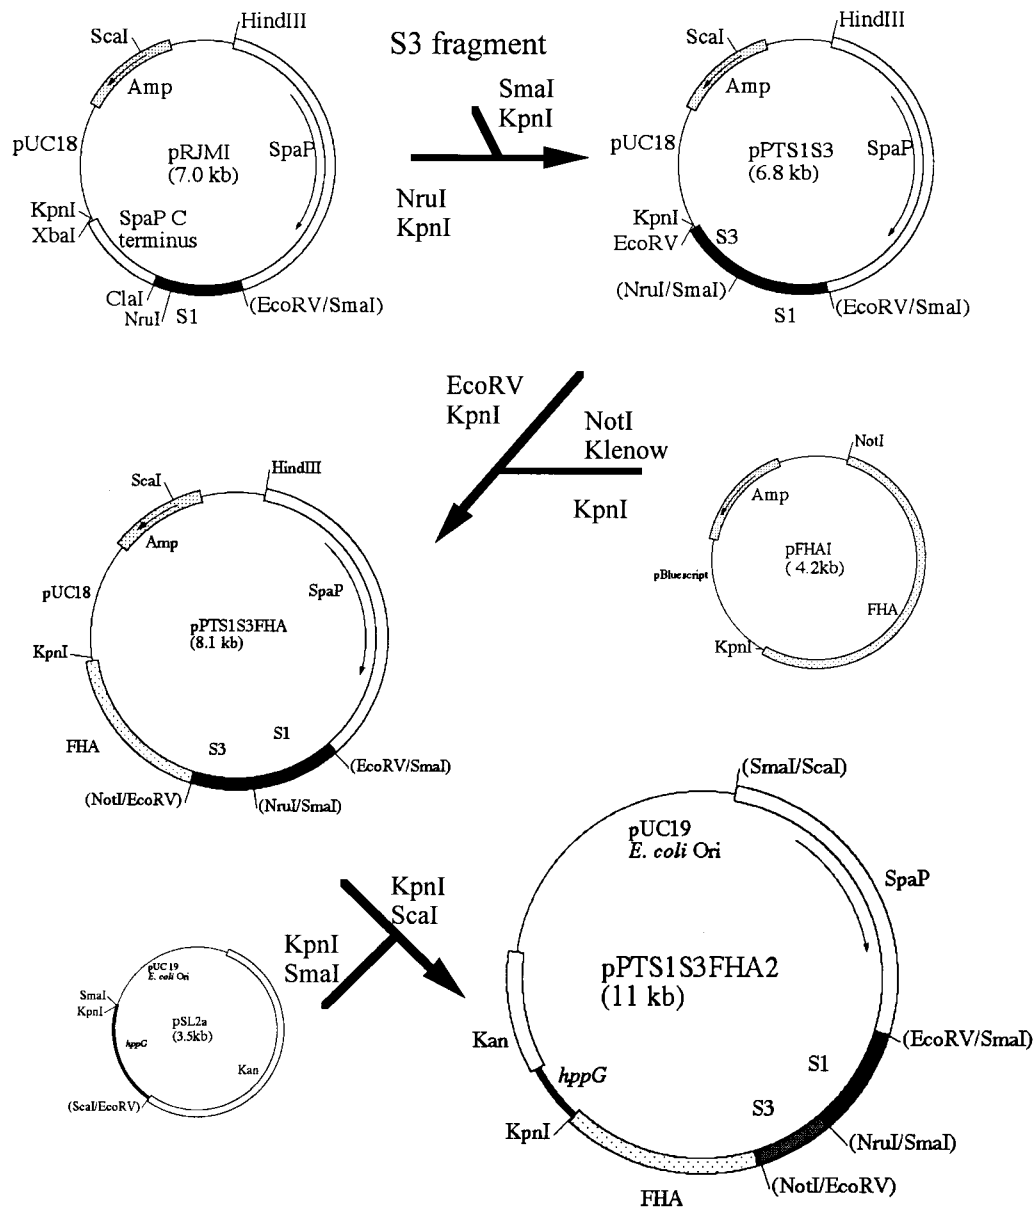 HindIII
ScaI
Amp
pUC18
pRJMI
(7.0 kb)
SpaP
KpnI
XbaI
SpaP C
terminus
ClaI
NruI
S1
(EcoRV/SmaI)
S3 fragment
SmaI
KpnI
NruI
KpnI
HindIII
ScaI
Amp
pUC18
pPTS1S3
(6.8 kb)
SpaP
KpnI
EcoRV
S3
(NruI/SmaI)
S1
(EcoRV/SmaI)
EcoRV
KpnI
NotI
Klenow
KpnI
NotI
Amp
pFHAI
( 4.2kb)
pBluescript
FHA
KpnI
HindIII
ScaI
Amp
SpaP
pUC18
pPTS1S3FHA
(8.1 kb)
KpnI
FHA
S3
S1
(EcoRV/SmaI)
(NotI/EcoRV)
(NruI/SmaI)
KpnI
ScaI
KpnI
SmaI
pUC19
E. coli Ori
SmaI
KpnI
pSL2a
(3.5kb)
hppG
Kan
(ScaI/EcoRV)
(SmaI/ScaI)
pUC19
E. coli Ori
SpaP
pPTS1S3FHA2
(11 kb)
Kan
hppG
(EcoRV/SmaI)
S1
S3
KpnI
(NruI/SmaI)
(NotI/EcoRV)
FHA